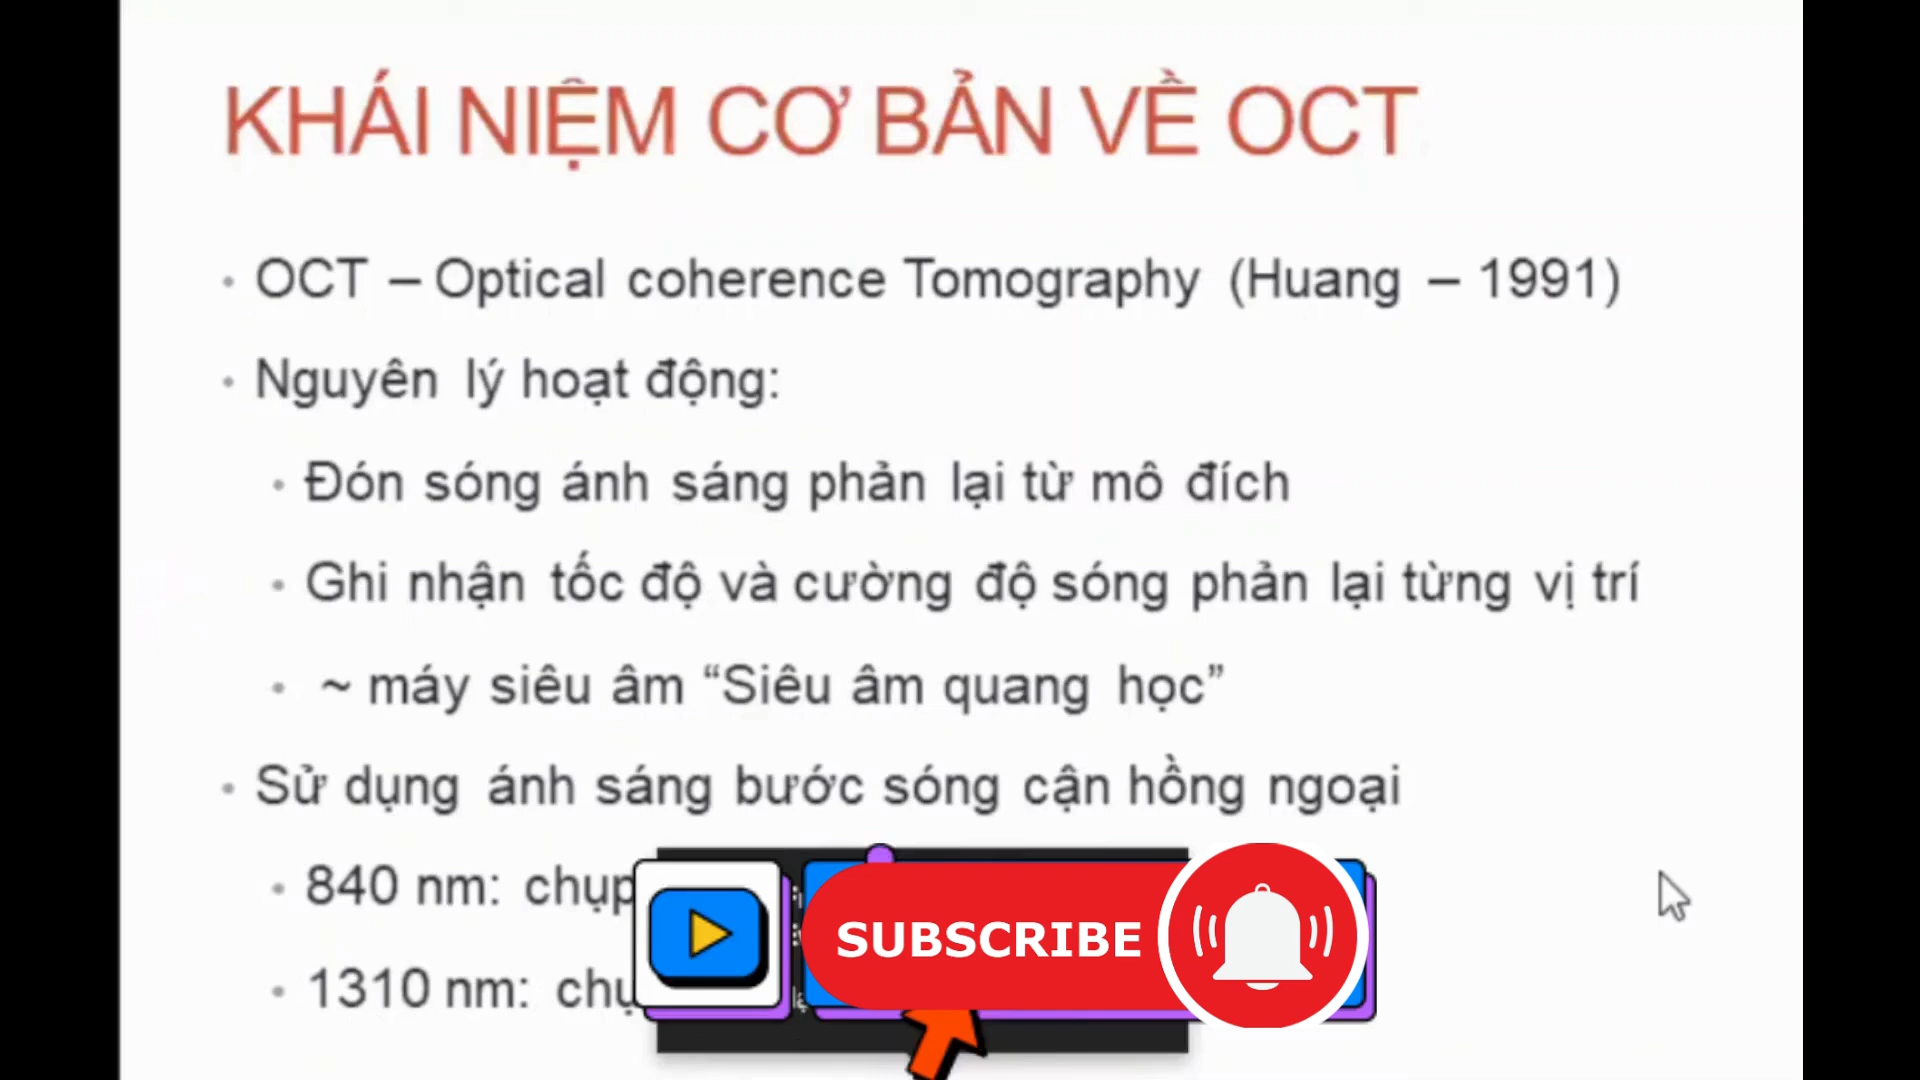 KHÁI NIỆM CƠ BẢN VỀ OCT
• OCT – Optical coherence Tomography (Huang – 1991)
• Nguyên lý hoạt động:
• Đón sóng ánh sáng phản lại từ mô đích
• Ghi nhận tốc độ và cường độ sóng phản lại từng vị trí
• ~ máy siêu âm “Siêu âm quang học”
• Sử dụng ánh sáng bước sóng cận hồng ngoại
• 840 nm: chụp
• 1310 nm:
SUBSCRIBE